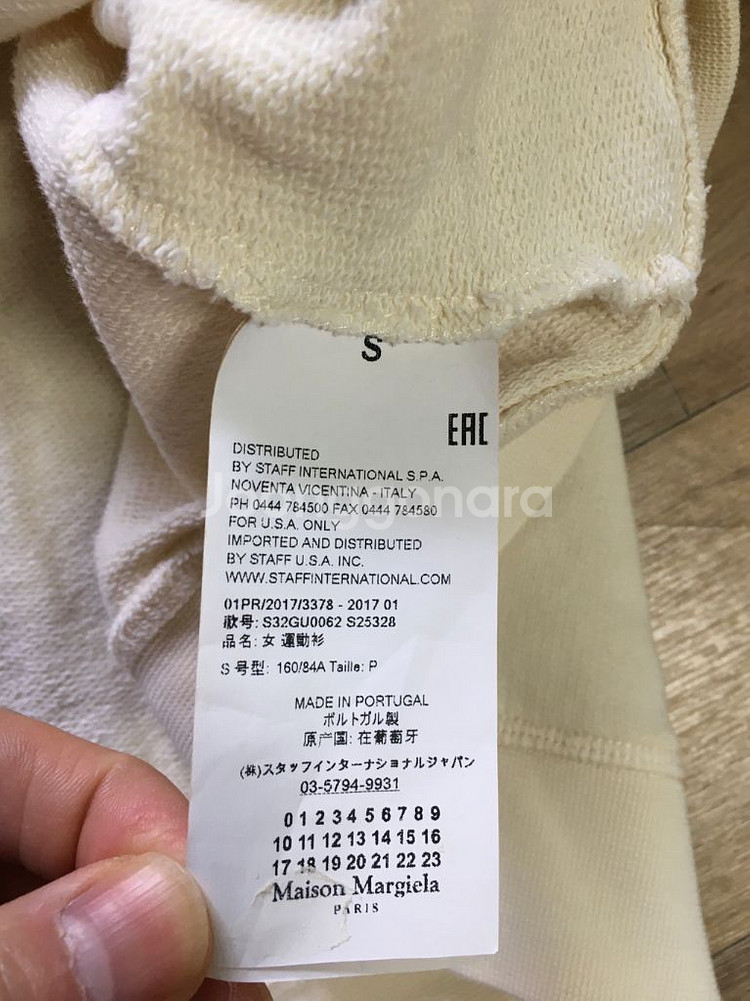 S
EAC
DISTRIBUTED
BY STAFF INTERNATIONAL S.P.A.
NOVENTA VICENTINA - ITALY
PH 0444 784500 FAX 0444 784580
FOR U.S.A. ONLY
IMPORTED AND DISTRIBUTED
BY STAFF U.S.A. INC.
WWW.STAFFINTERNATIONAL.COM
01PR/2017/3378 - 2017 01
款号: S32GU0062 S25328
品名: 女 運動衫
S 号型: 160/84A Taille: P
MADE IN PORTUGAL
ポルトガル製
原产国: 在葡萄牙
(株)スタッフインターナショナルジャパン
03-5794-9931
0 1 2 3 4 5 6 7 8 9
10 11 12 13 14 15 16
17 18 19 20 21 22 23
Maison Margiela
PARIS